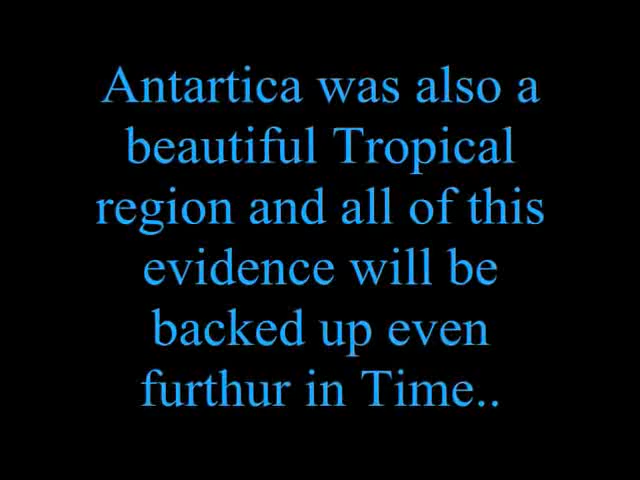 Antartica was also a
beautiful Tropical
region and all of this
evidence will be
backed up even
furthur in Time..